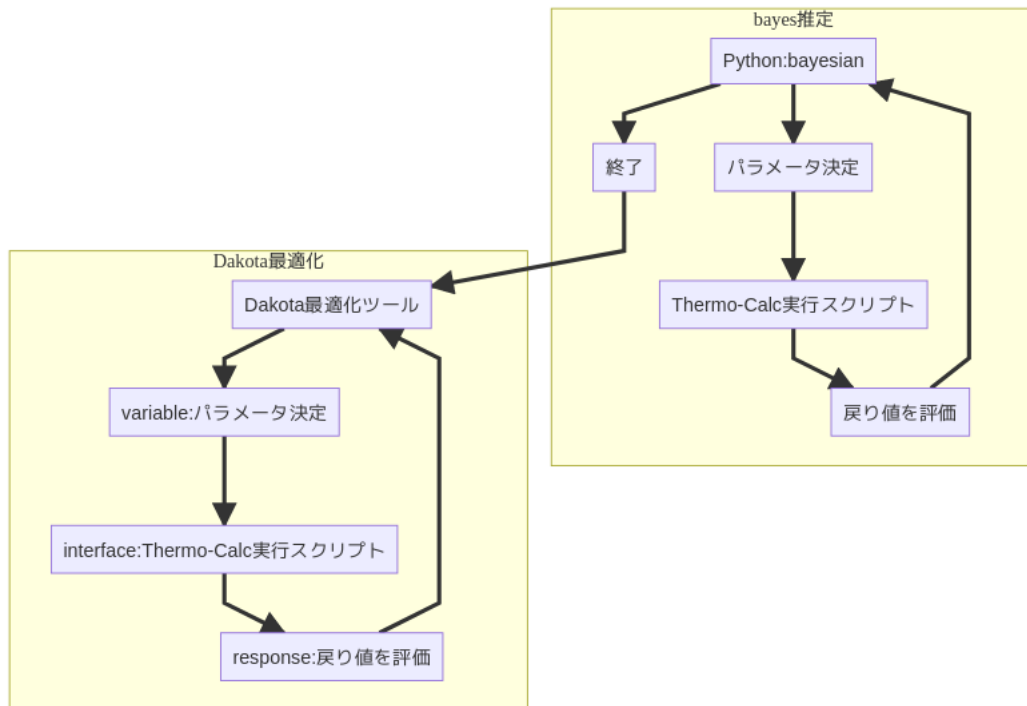 bayes推定
Python:bayesian
終了
パラメータ決定
Thermo-Calc実行スクリプト
戻り値を評価
Dakota最適化
Dakota最適化ツール
variable:パラメータ決定
interface:Thermo-Calc実行スクリプト
response:戻り値を評価